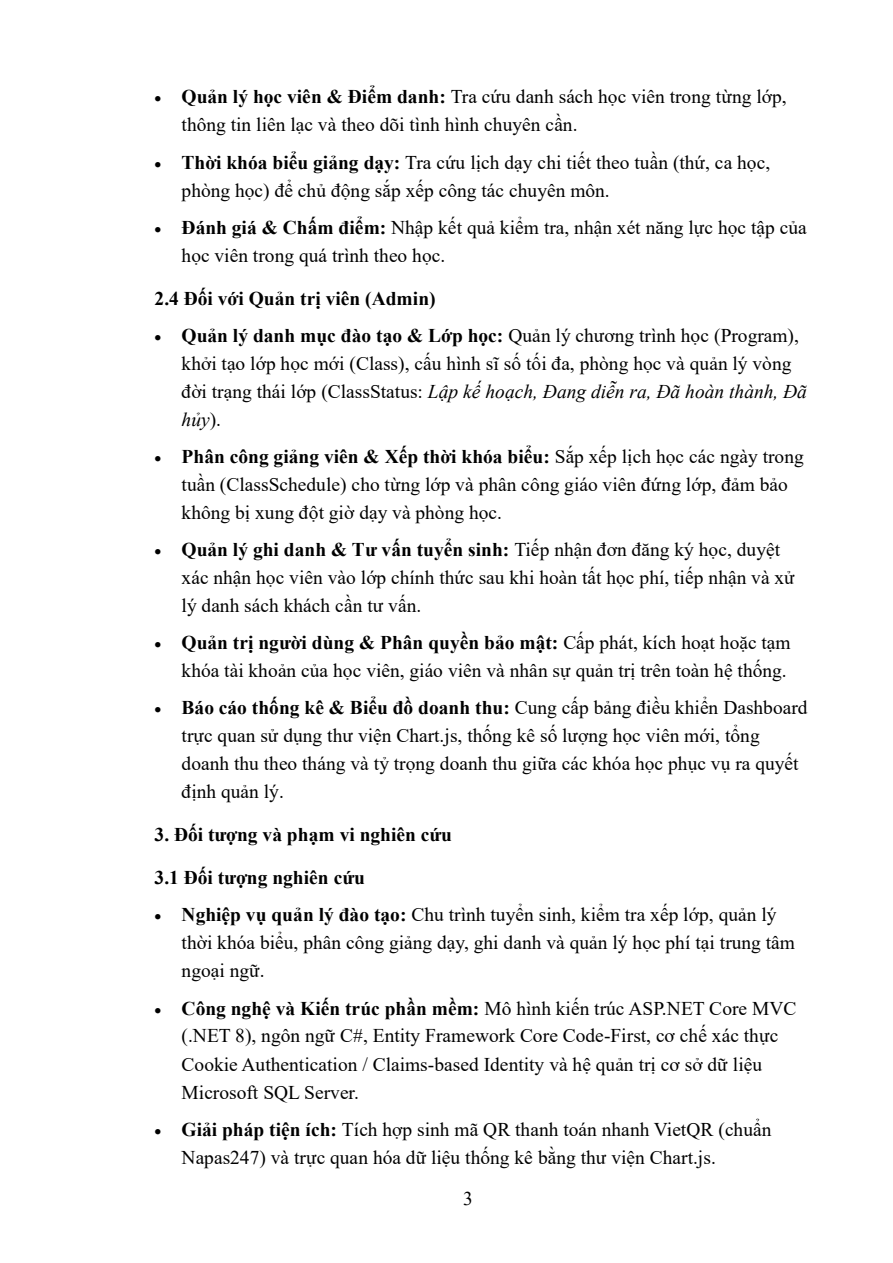 • Quản lý học viên & Điểm danh: Tra cứu danh sách học viên trong từng lớp,
thông tin liên lạc và theo dõi tình hình chuyên cần.
• Thời khóa biểu giảng dạy: Tra cứu lịch dạy chi tiết theo tuần (thứ, ca học,
phòng học) để chủ động sắp xếp công tác chuyên môn.
• Đánh giá & Chấm điểm: Nhập kết quả kiểm tra, nhận xét năng lực học tập của
học viên trong quá trình theo học.
2.4 Đối với Quản trị viên (Admin)
• Quản lý danh mục đào tạo & Lớp học: Quản lý chương trình học (Program),
khởi tạo lớp học mới (Class), cấu hình sĩ số tối đa, phòng học và quản lý vòng
đời trạng thái lớp (ClassStatus: Lập kế hoạch, Đang diễn ra, Đã hoàn thành, Đã
hủy).
• Phân công giảng viên & Xếp thời khóa biểu: Sắp xếp lịch học các ngày trong
tuần (ClassSchedule) cho từng lớp và phân công giáo viên đứng lớp, đảm bảo
không bị xung đột giờ dạy và phòng học.
• Quản lý ghi danh & Tư vấn tuyển sinh: Tiếp nhận đơn đăng ký học, duyệt
xác nhận học viên vào lớp chính thức sau khi hoàn tất học phí, tiếp nhận và xử
lý danh sách khách cần tư vấn.
• Quản trị người dùng & Phân quyền bảo mật: Cấp phát, kích hoạt hoặc tạm
khóa tài khoản của học viên, giáo viên và nhân sự quản trị trên toàn hệ thống.
• Báo cáo thống kê & Biểu đồ doanh thu: Cung cấp bảng điều khiển Dashboard
trực quan sử dụng thư viện Chart.js, thống kê số lượng học viên mới, tổng
doanh thu theo tháng và tỷ trọng doanh thu giữa các khóa học phục vụ ra quyết
định quản lý.
3. Đối tượng và phạm vi nghiên cứu
3.1 Đối tượng nghiên cứu
• Nghiệp vụ quản lý đào tạo: Chu trình tuyển sinh, kiểm tra xếp lớp, quản lý
thời khóa biểu, phân công giảng dạy, ghi danh và quản lý học phí tại trung tâm
ngoại ngữ.
• Công nghệ và Kiến trúc phần mềm: Mô hình kiến trúc ASP.NET Core MVC
(.NET 8), ngôn ngữ C#, Entity Framework Core Code-First, cơ chế xác thực
Cookie Authentication / Claims-based Identity và hệ quản trị cơ sở dữ liệu
Microsoft SQL Server.
• Giải pháp tiện ích: Tích hợp sinh mã QR thanh toán nhanh VietQR (chuẩn
Napas247) và trực quan hóa dữ liệu thống kê bằng thư viện Chart.js.
3